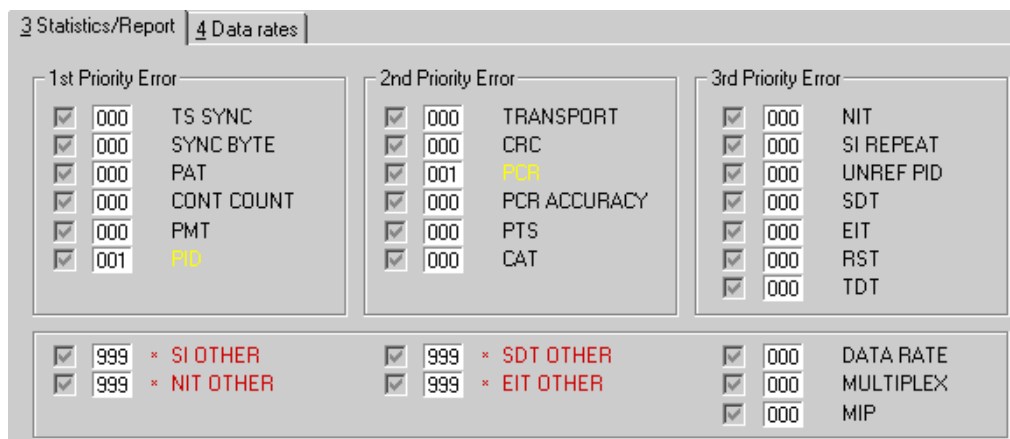 3 Statistics/Report 4 Data rates
1st Priority Error
000 TS SYNC
000 SYNC BYTE
000 PAT
000 CONT COUNT
000 PMT
001 PID
2nd Priority Error
000 TRANSPORT
000 CRC
001 PCR
000 PCR ACCURACY
000 PTS
000 CAT
3rd Priority Error
000 NIT
000 SI REPEAT
000 UNREF PID
000 SDT
000 EIT
000 RST
000 TDT
999 * SI OTHER
999 * NIT OTHER
999 * SDT OTHER
999 * EIT OTHER
000 DATA RATE
000 MULTIPLEX
000 MIP